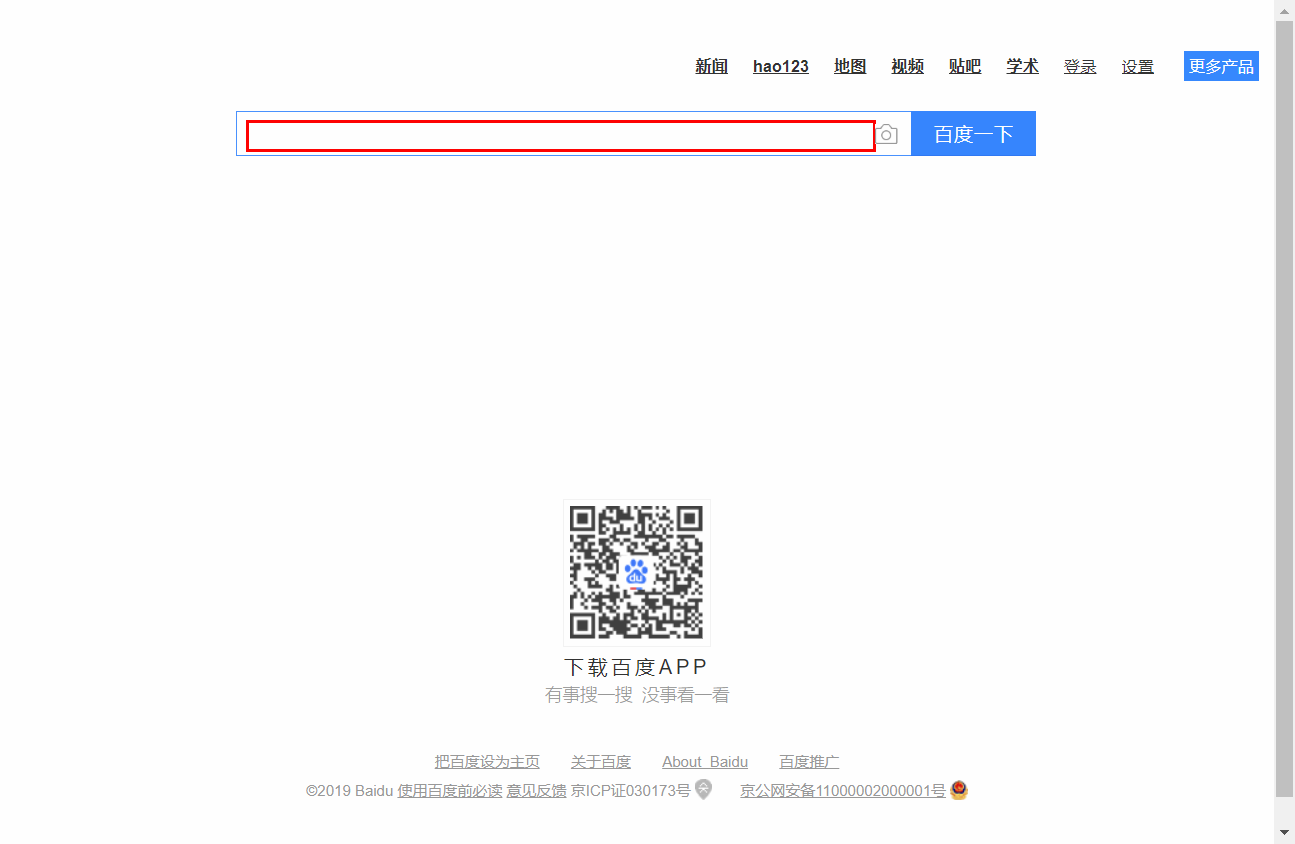 新闻 hao123 地图 视频 贴吧 学术 登录 设置 更多产品
百度一下
du
下载百度APP
有事搜一搜 没事看一看
把百度设为主页 关于百度 About Baidu 百度推广
©2019 Baidu 使用百度前必读 意见反馈 京ICP证030173号 京公网安备11000002000001号